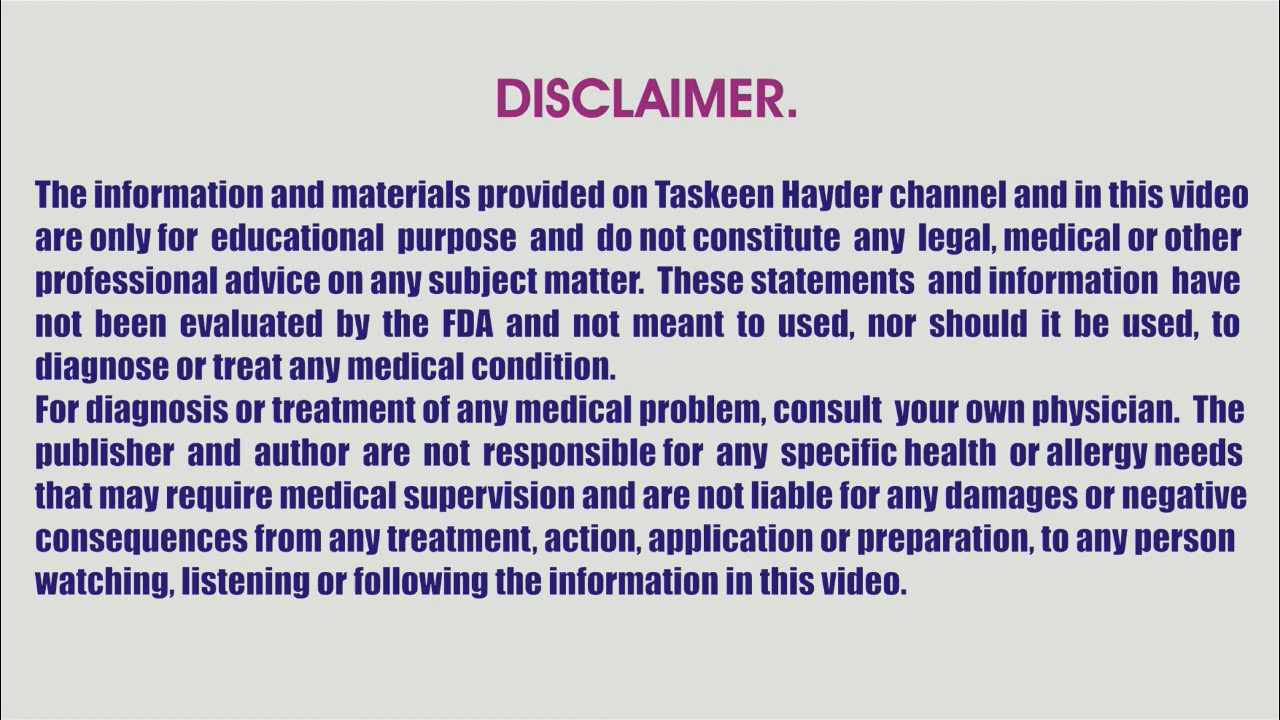 DISCLAIMER.
The information and materials provided on Taskeen Hayder channel and in this video
are only for educational purpose and do not constitute any legal, medical or other
professional advice on any subject matter. These statements and information have
not been evaluated by the FDA and not meant to used, nor should it be used, to
diagnose or treat any medical condition.
For diagnosis or treatment of any medical problem, consult your own physician. The
publisher and author are not responsible for any specific health or allergy needs
that may require medical supervision and are not liable for any damages or negative
consequences from any treatment, action, application or preparation, to any person
watching, listening or following the information in this video.